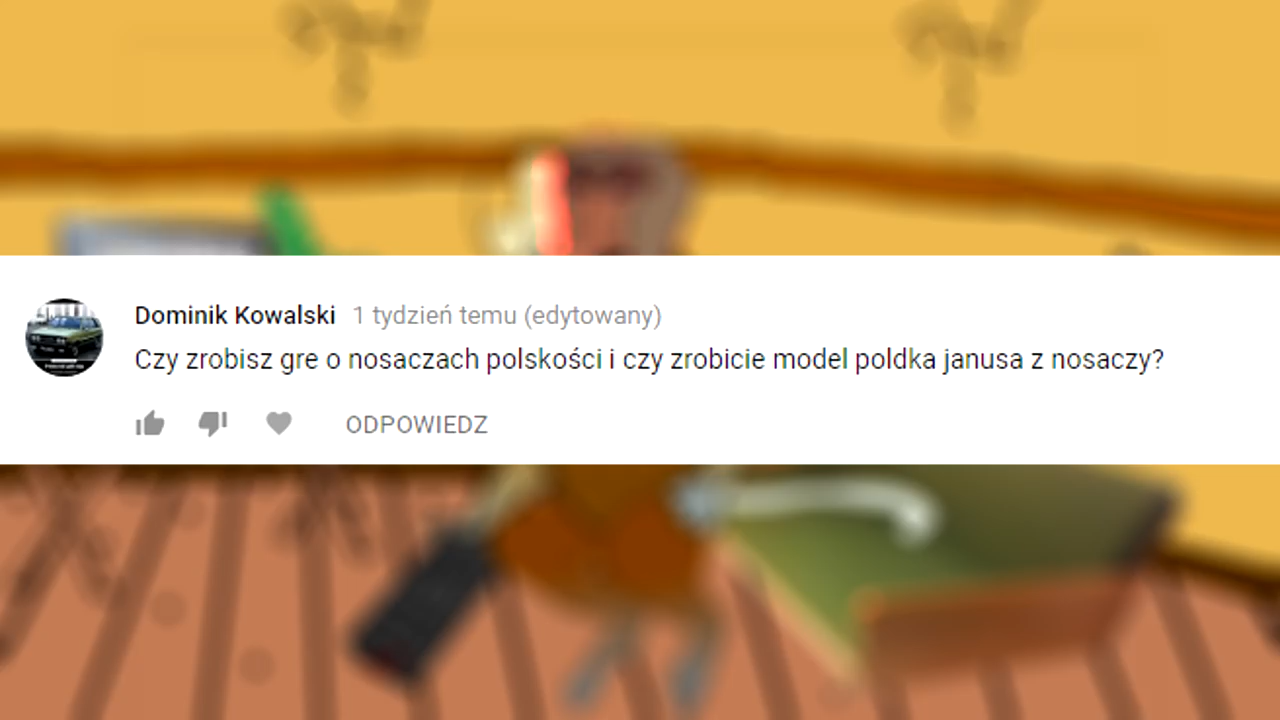 Dominik Kowalski 1 tydzień temu (edytowany)
Czy zrobisz gre o nosaczach polskości i czy zrobicie model poldka janusa z nosaczy?
ODPOWIEDZ